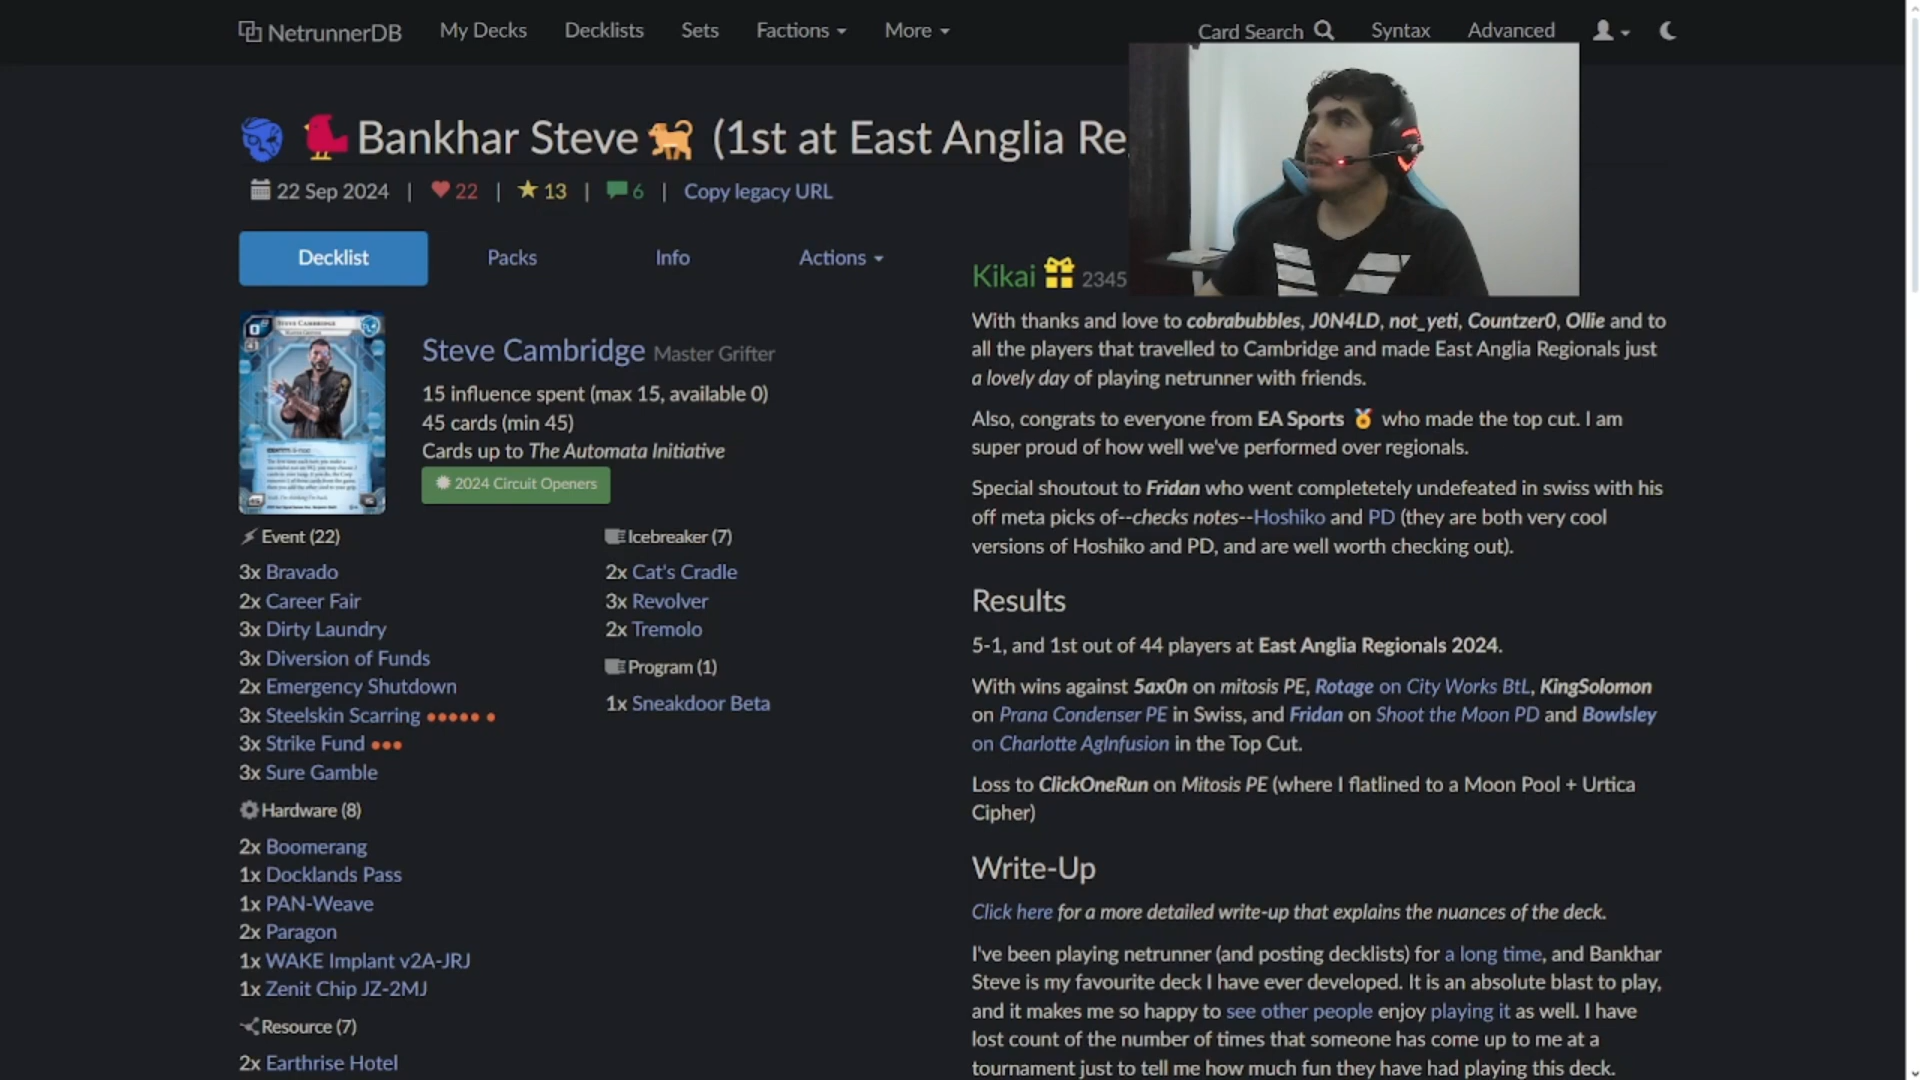 NetrunnerDB My Decks Decklists Sets Factions More Card Search Syntax Advanced
Bankhar Steve (1st at East Anglia Re
22 Sep 2024 | 22 | 13 | 6 | Copy legacy URL
Decklist Packs Info Actions
STEVE CAMBRIDGE
Steve Cambridge Master Grifter
15 influence spent (max 15, available 0)
45 cards (min 45)
Cards up to The Automata Initiative
2024 Circuit Openers
Event (22)
3x Bravado
2x Career Fair
3x Dirty Laundry
3x Diversion of Funds
2x Emergency Shutdown
3x Steelskin Scarring
3x Strike Fund
3x Sure Gamble
Hardware (8)
2x Boomerang
1x Docklands Pass
1x PAN-Weave
2x Paragon
1x WAKE Implant v2A-JRJ
1x Zenit Chip JZ-2MJ
Resource (7)
2x Earthrise Hotel
Icebreaker (7)
2x Cat's Cradle
3x Revolver
2x Tremolo
Program (1)
1x Sneakdoor Beta
Kikai 2345
With thanks and love to cobrabubbles, J0N4LD, not_yeti, Countzer0, Ollie and to
all the players that travelled to Cambridge and made East Anglia Regionals just
a lovely day of playing netrunner with friends.
Also, congrats to everyone from EA Sports who made the top cut. I am
super proud of how well we've performed over regionals.
Special shoutout to Fridan who went completely undefeated in swiss with his
off meta picks of--checks notes--Hoshiko and PD (they are both very cool
versions of Hoshiko and PD, and are well worth checking out).
Results
5-1, and 1st out of 44 players at East Anglia Regionals 2024.
With wins against 5ax0n on mitosis PE, Rotage on City Works BtL, KingSolomon
on Prana Condenser PE in Swiss, and Fridan on Shoot the Moon PD and Bowlsley
on Charlotte AgInfusion in the Top Cut.
Loss to ClickOneRun on Mitosis PE (where I flatlined to a Moon Pool + Urtica
Cipher)
Write-Up
Click here for a more detailed write-up that explains the nuances of the deck.
I've been playing netrunner (and posting decklists) for a long time, and Bankhar
Steve is my favourite deck I have ever developed. It is an absolute blast to play,
and it makes me so happy to see other people enjoy playing it as well. I have
lost count of the number of times that someone has come up to me at a
tournament just to tell me how much fun they have had playing this deck.